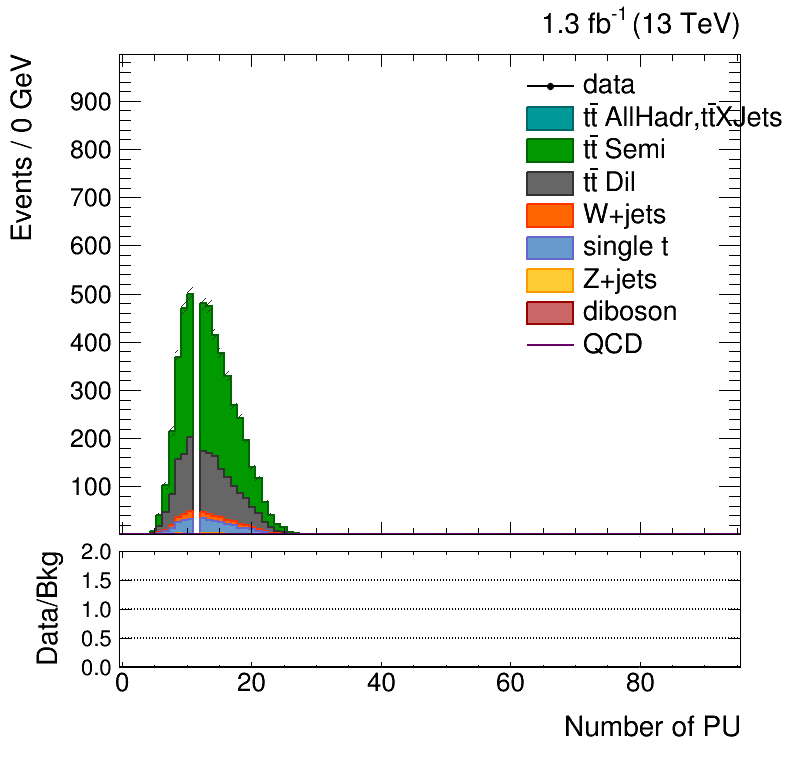 1.3 fb⁻¹ (13 TeV)
Events / 0 GeV
900
800
700
600
500
400
300
200
100
data
tt̄ AllHadr,tt̄XJets
tt̄ Semi
tt̄ Dil
W+jets
single t
Z+jets
diboson
QCD
Data/Bkg
2.0
1.5
1.0
0.5
0.0
0 20 40 60 80
Number of PU